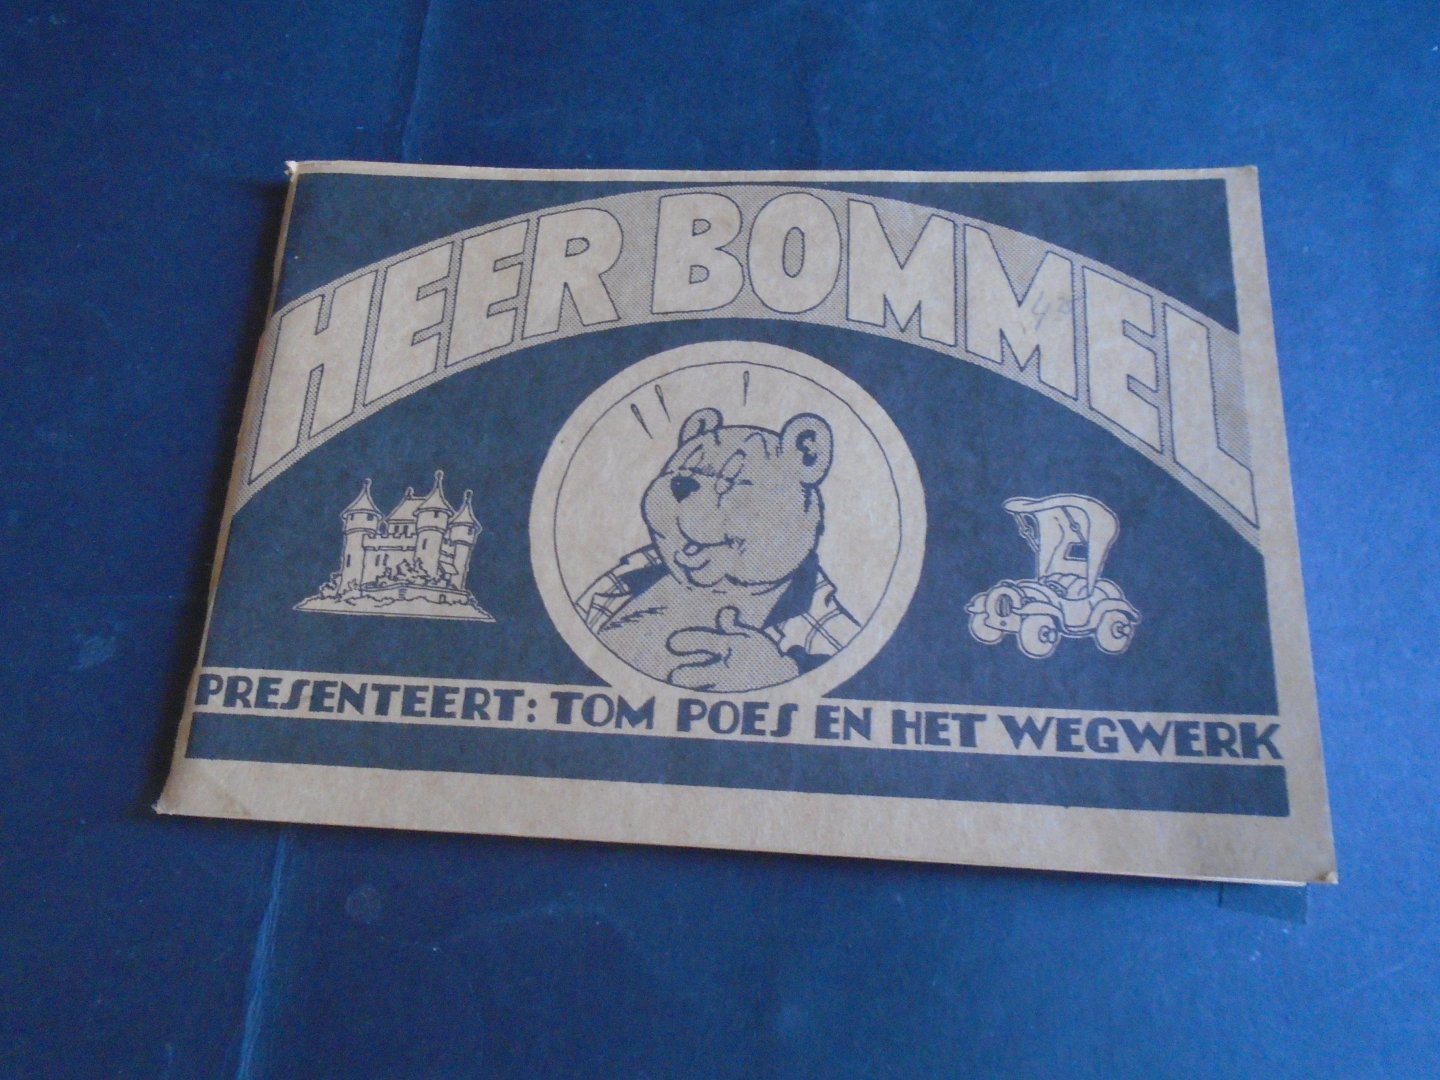 HEER BOMMEL
PRESENTEERT: TOM POES EN HET WEGWERK